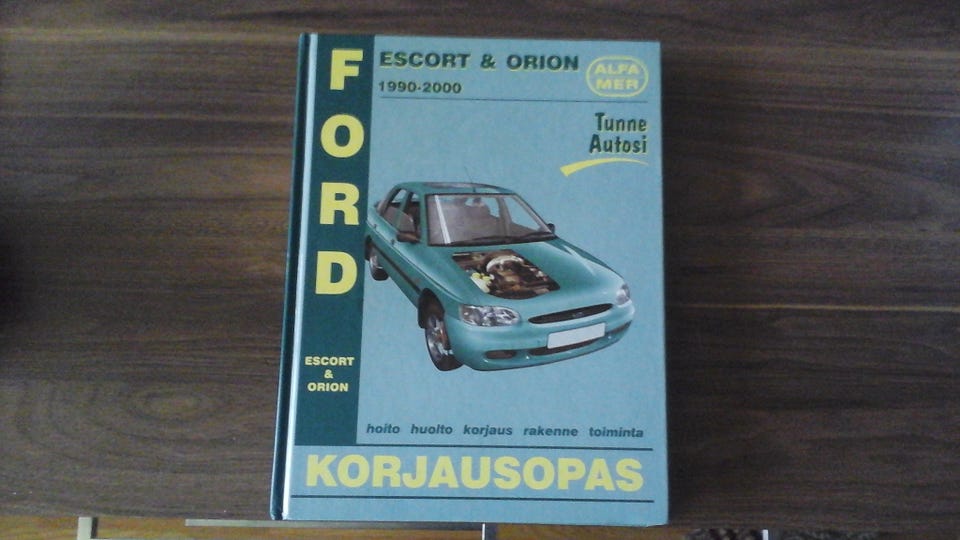 FORD
ESCORT & ORION
1990-2000
ALFA
MER
Tunne
Autosi
ESCORT
&
ORION
hoito huolto korjaus rakenne toiminta
KORJAUSOPAS